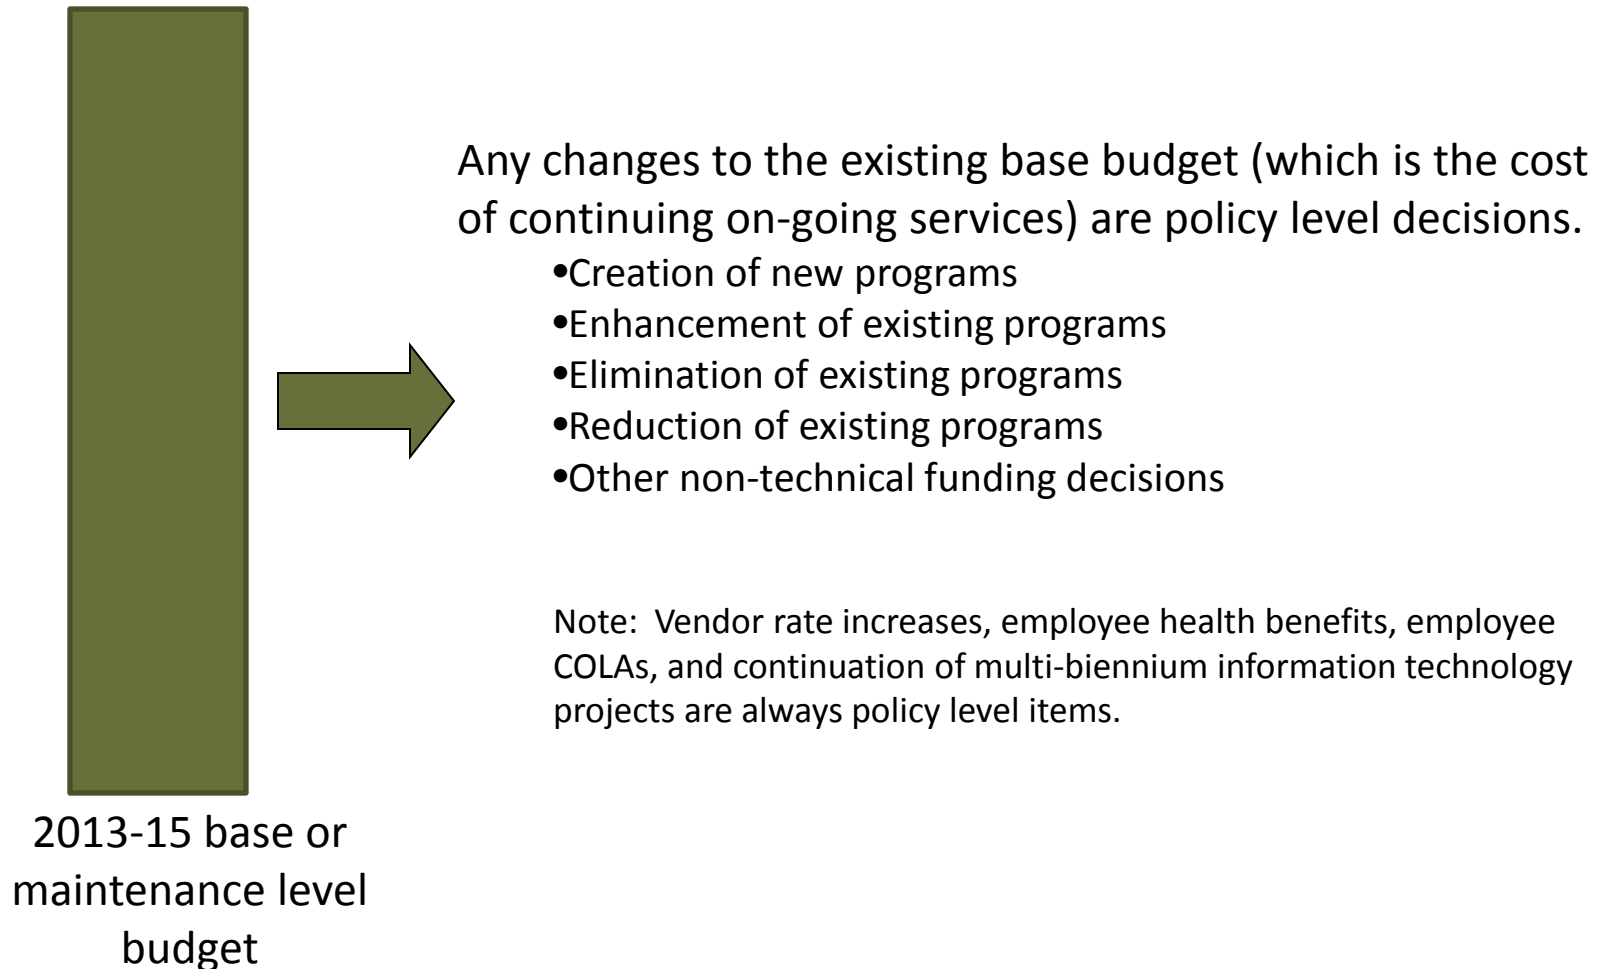 Any changes to the existing base budget (which is the cost
of continuing on-going services) are policy level decisions.
•Creation of new programs
•Enhancement of existing programs
•Elimination of existing programs
•Reduction of existing programs
•Other non-technical funding decisions
Note:  Vendor rate increases, employee health benefits, employee
COLAs, and continuation of multi-biennium information technology
projects are always policy level items.
2013-15 base or
maintenance level
budget